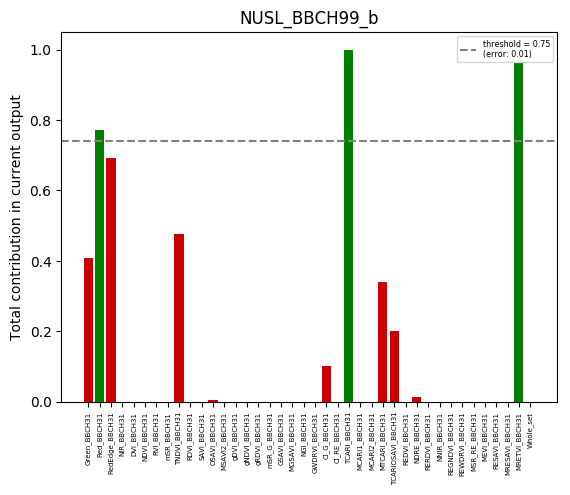 NUSL_BBCH99_b
threshold = 0.75
(error: 0.01)
Total contribution in current output
1.0
0.8
0.6
0.4
0.2
0.0
Green_BBCH31
Red_BBCH31
RedEdge_BBCH31
NIR_BBCH31
DVI_BBCH31
NDVI_BBCH31
RVI_BBCH31
mSR_BBCH31
TNDVI_BBCH31
RDVI_BBCH31
SAVI_BBCH31
OSAVI_BBCH31
MSAVI2_BBCH31
gDVI_BBCH31
gNDVI_BBCH31
gRDVI_BBCH31
mSR_G_BBCH31
GSAVI_BBCH31
MGSAVI_BBCH31
NGI_BBCH31
GWDRVI_BBCH31
CI_G_BBCH31
CI_RE_BBCH31
TCARI_BBCH31
MCARI1_BBCH31
MCARI2_BBCH31
MTCARI_BBCH31
TCARIOSAVI_BBCH31
REDVI_BBCH31
NDRE_BBCH31
RERDVI_BBCH31
NNIR_BBCH31
REGNDVI_BBCH31
REWDRVI_BBCH31
MSR_RE_BBCH31
MEVI_BBCH31
RESAVI_BBCH31
MRESAVI_BBCH31
MRETVI_BBCH31
whole_set